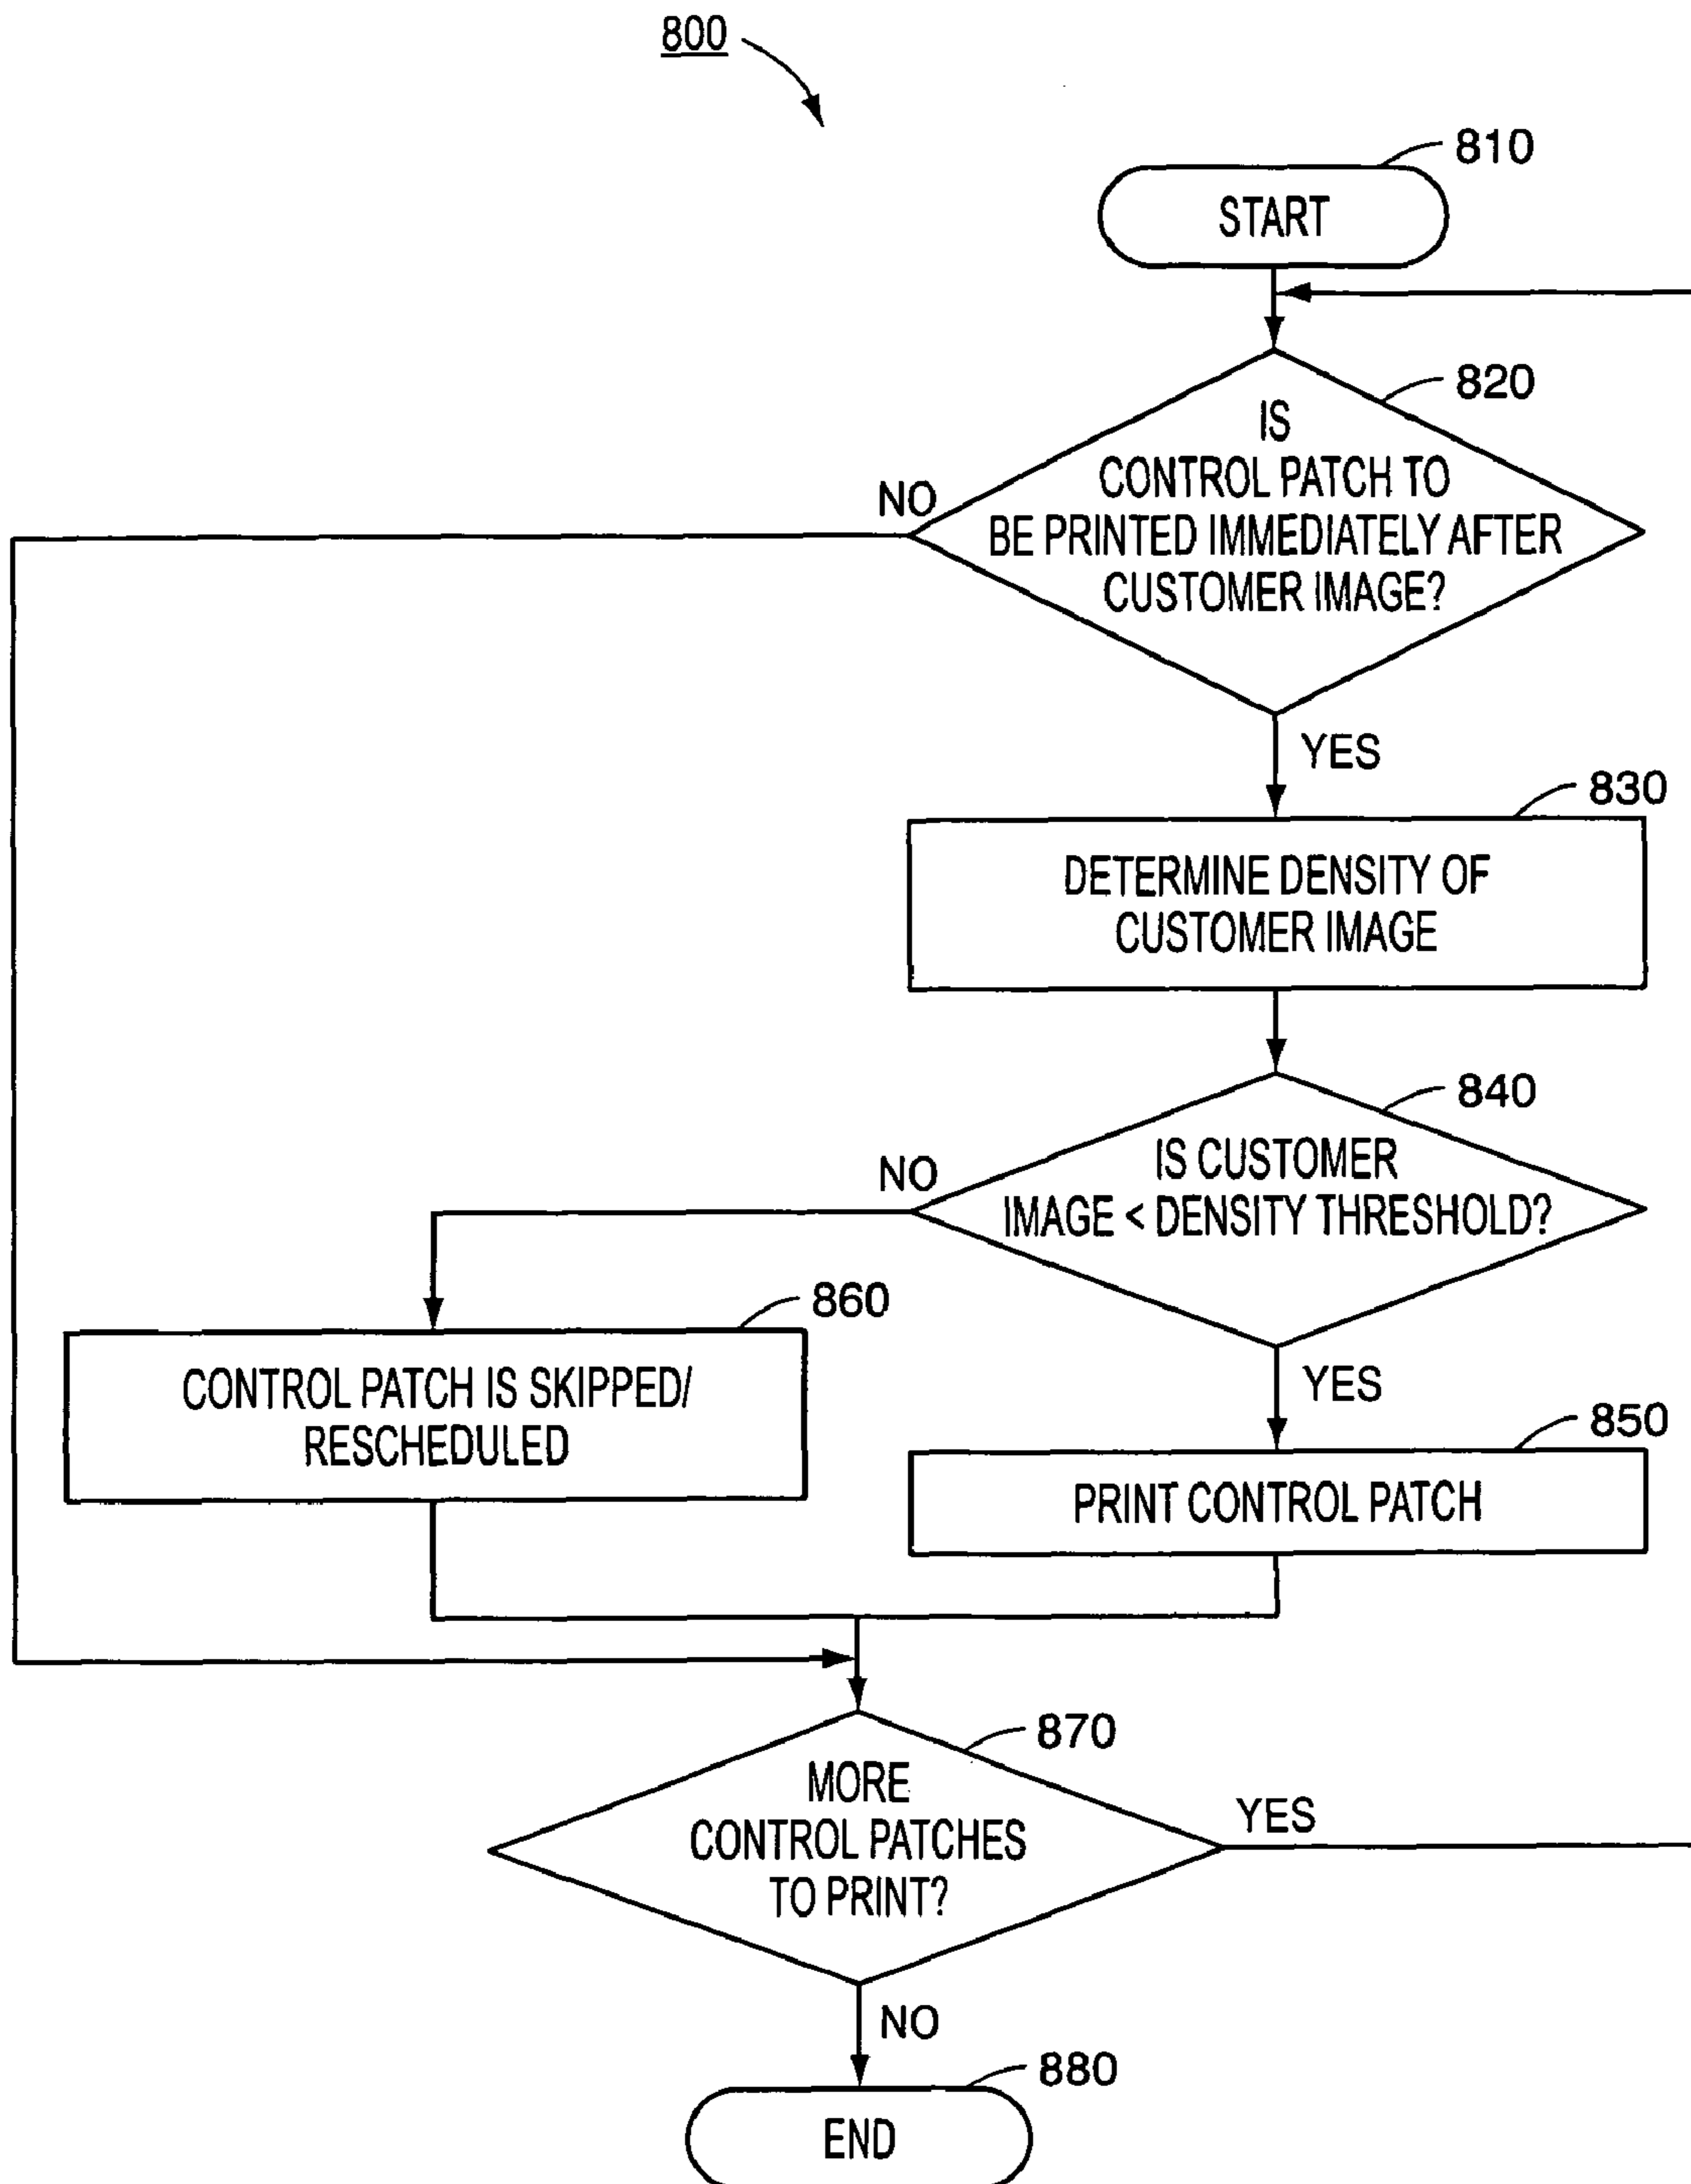 800
810
START
820
IS
CONTROL PATCH TO
BE PRINTED IMMEDIATELY AFTER
CUSTOMER IMAGE?
NO
YES
830
DETERMINE DENSITY OF
CUSTOMER IMAGE
840
IS CUSTOMER
IMAGE < DENSITY THRESHOLD?
NO
YES
860
CONTROL PATCH IS SKIPPED/
RESCHEDULED
850
PRINT CONTROL PATCH
870
MORE
CONTROL PATCHES
TO PRINT?
YES
NO
880
END